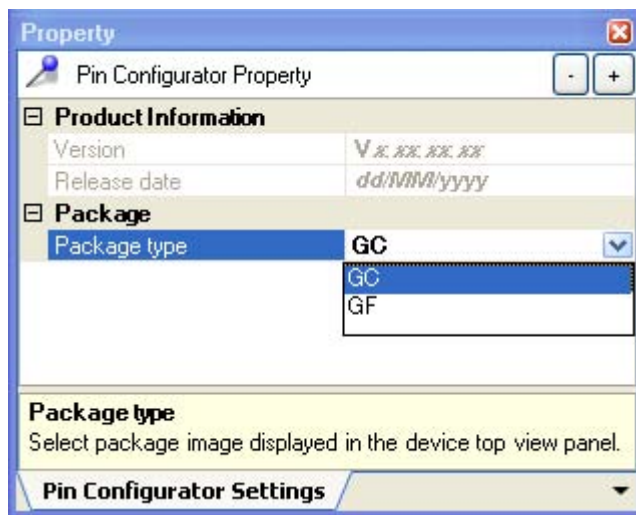 Property
Pin Configurator Property - +
Product Information
Version V x.xx.xx.xx
Release date dd/MM/yyyy
Package
Package type GC
GC
GF
Package type
Select package image displayed in the device top view panel.
Pin Configurator Settings